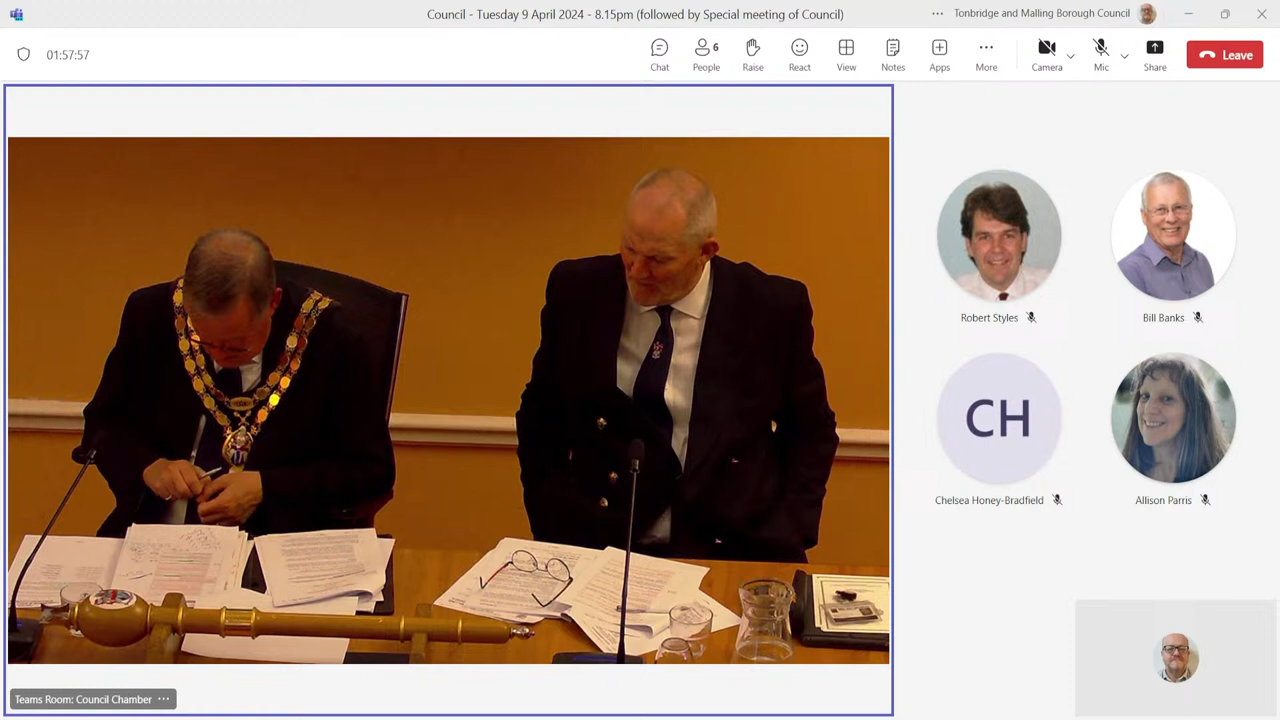 Council - Tuesday 9 April 2024 - 8.15pm (followed by Special meeting of Council)
Tonbridge and Malling Borough Council
01:57:57
6
Chat
People
Raise
React
View
Notes
Apps
More
Camera
Mic
Share
Leave
Robert Styles
Bill Banks
CH
Chelsea Honey-Bradfield
Allison Parris
Teams Room: Council Chamber